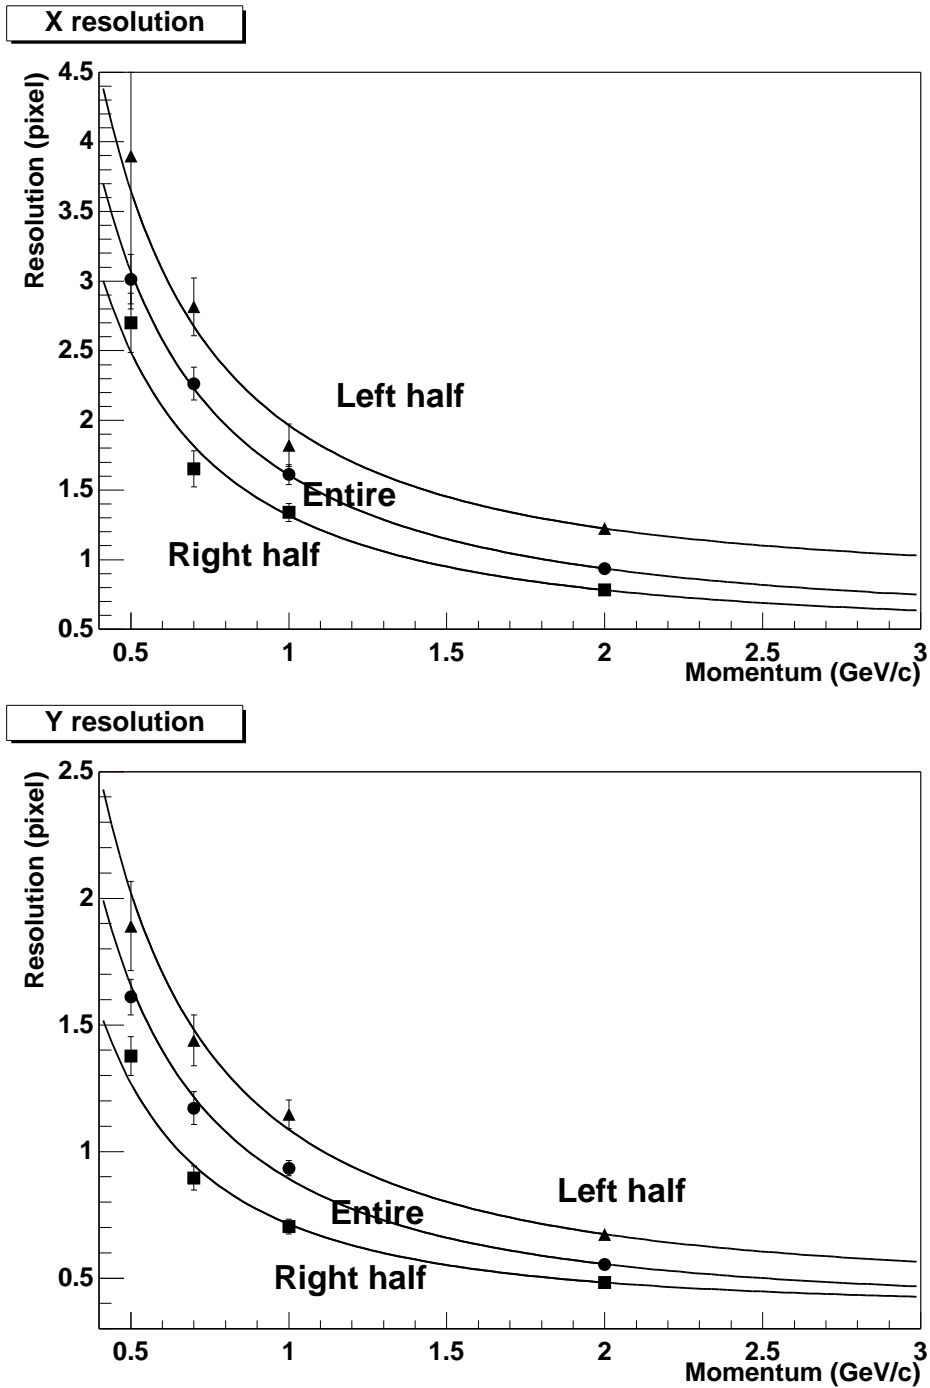 X resolution
Resolution (pixel)
4.5
4
3.5
3
2.5
2
1.5
1
0.5
Left half
Entire
Right half
0.5 1 1.5 2 2.5 3
Momentum (GeV/c)
Y resolution
Resolution (pixel)
2.5
2
1.5
1
0.5
Left half
Entire
Right half
0.5 1 1.5 2 2.5 3
Momentum (GeV/c)